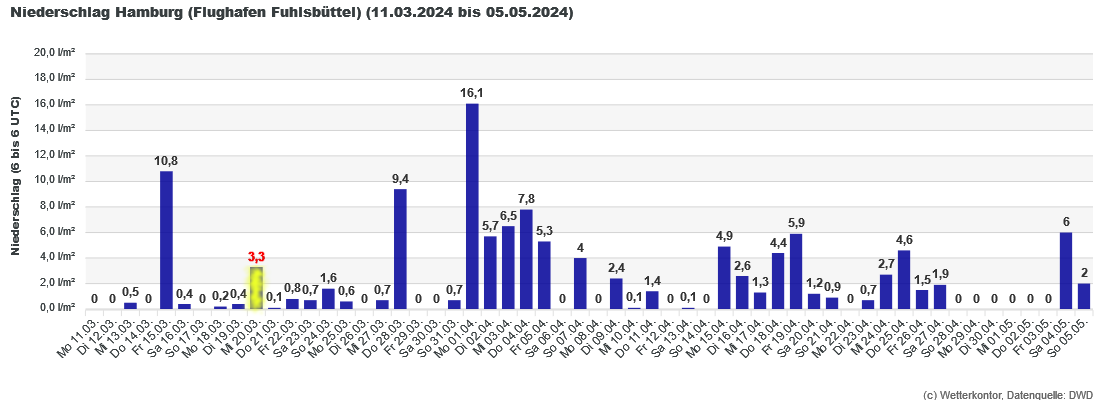 Niederschlag Hamburg (Flughafen Fuhlsbüttel) (11.03.2024 bis 05.05.2024)
Niederschlag (6 bis 6 UTC)
20,0 l/m²
18,0 l/m²
16,0 l/m²
14,0 l/m²
12,0 l/m²
10,0 l/m²
8,0 l/m²
6,0 l/m²
4,0 l/m²
2,0 l/m²
0,0 l/m²
0 0 0,5 0 10,8 0,4 0 0,2 0,4 3,3 0,1 0,8 0,7 1,6 0,6 0 0,7 9,4 0 0 0,7 16,1 5,7 6,5 7,8 5,3 0 4 0 2,4 0,1 1,4 0 0,1 0 4,9 2,6 1,3 4,4 5,9 1,2 0,9 0 0,7 2,7 4,6 1,5 1,9 0 0 0 0 0 0 6 2
Mo 11.03. Di 12.03. Mi 13.03. Do 14.03. Fr 15.03. Sa 16.03. So 17.03. Mo 18.03. Di 19.03. Mi 20.03. Do 21.03. Fr 22.03. Sa 23.03. So 24.03. Mo 25.03. Di 26.03. Mi 27.03. Do 28.03. Fr 29.03. Sa 30.03. So 31.03. Mo 01.04. Di 02.04. Mi 03.04. Do 04.04. Fr 05.04. Sa 06.04. So 07.04. Mo 08.04. Di 09.04. Mi 10.04. Do 11.04. Fr 12.04. Sa 13.04. So 14.04. Mo 15.04. Di 16.04. Mi 17.04. Do 18.04. Fr 19.04. Sa 20.04. So 21.04. Mo 22.04. Di 23.04. Mi 24.04. Do 25.04. Fr 26.04. Sa 27.04. So 28.04. Mo 29.04. Di 30.04. Mi 01.05. Do 02.05. Fr 03.05. Sa 04.05. So 05.05.
(c) Wetterkontor, Datenquelle: DWD